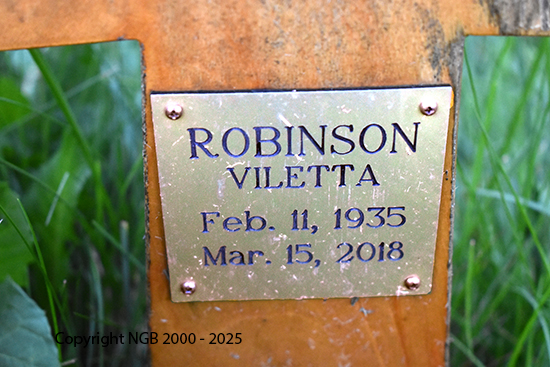 ROBINSON
VILETTA
Feb. 11, 1935
Mar. 15, 2018
Copyright NGB 2000 - 2025